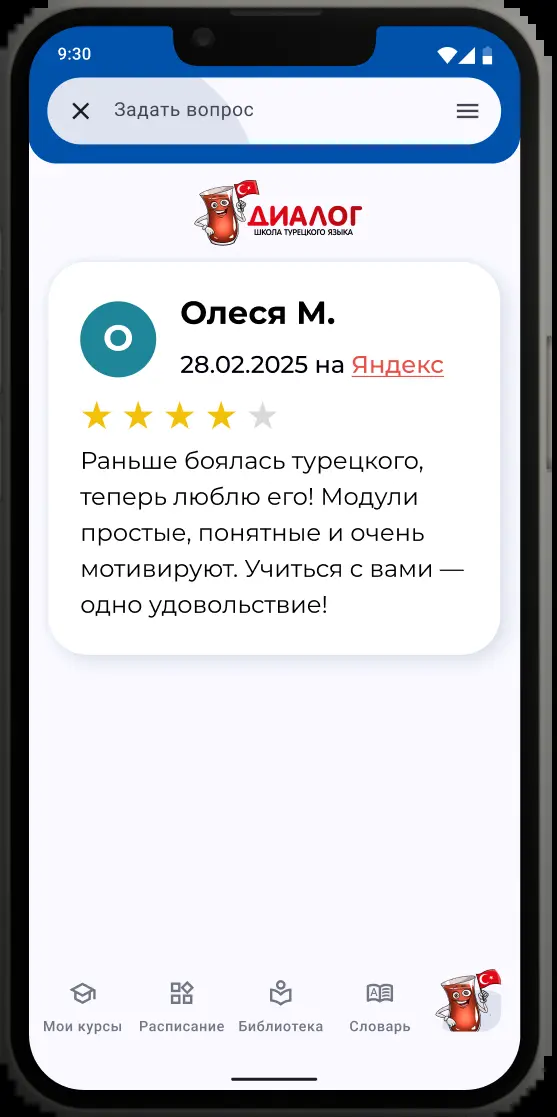 9:30
Задать вопрос
ДИАЛОГ
ШКОЛА ТУРЕЦКОГО ЯЗЫКА
О
Олеся М.
28.02.2025 на Яндекс
Раньше боялась турецкого,
теперь люблю его! Модули
простые, понятные и очень
мотивируют. Учиться с вами —
одно удовольствие!
Мои курсы
Расписание
Библиотека
Словарь